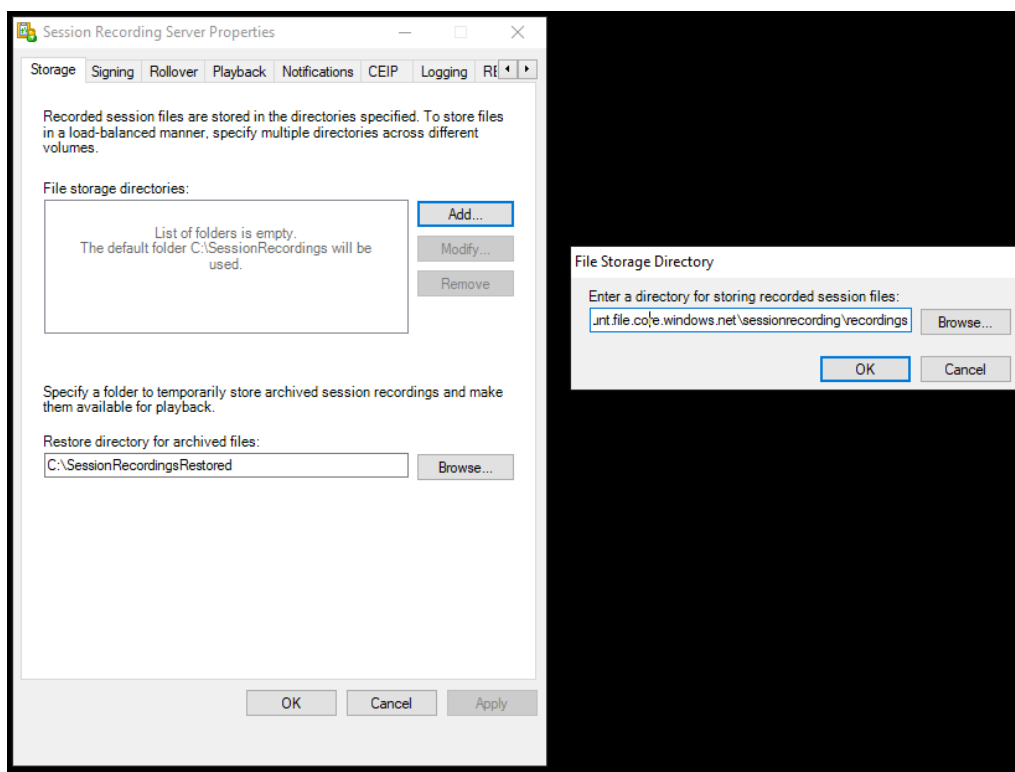 Session Recording Server Properties
Storage Signing Rollover Playback Notifications CEIP Logging
Recorded session files are stored in the directories specified. To store files
in a load-balanced manner, specify multiple directories across different
volumes.
File storage directories:
List of folders is empty.
The default folder C:\SessionRecordings will be
used.
Add...
Modify...
Remove
Specify a folder to temporarily store archived session recordings and make
them available for playback.
Restore directory for archived files:
C:\SessionRecordingsRestored
Browse...
OK Cancel Apply
File Storage Directory
Enter a directory for storing recorded session files:
unt.file.core.windows.net\sessionrecording\recordings
Browse...
OK Cancel